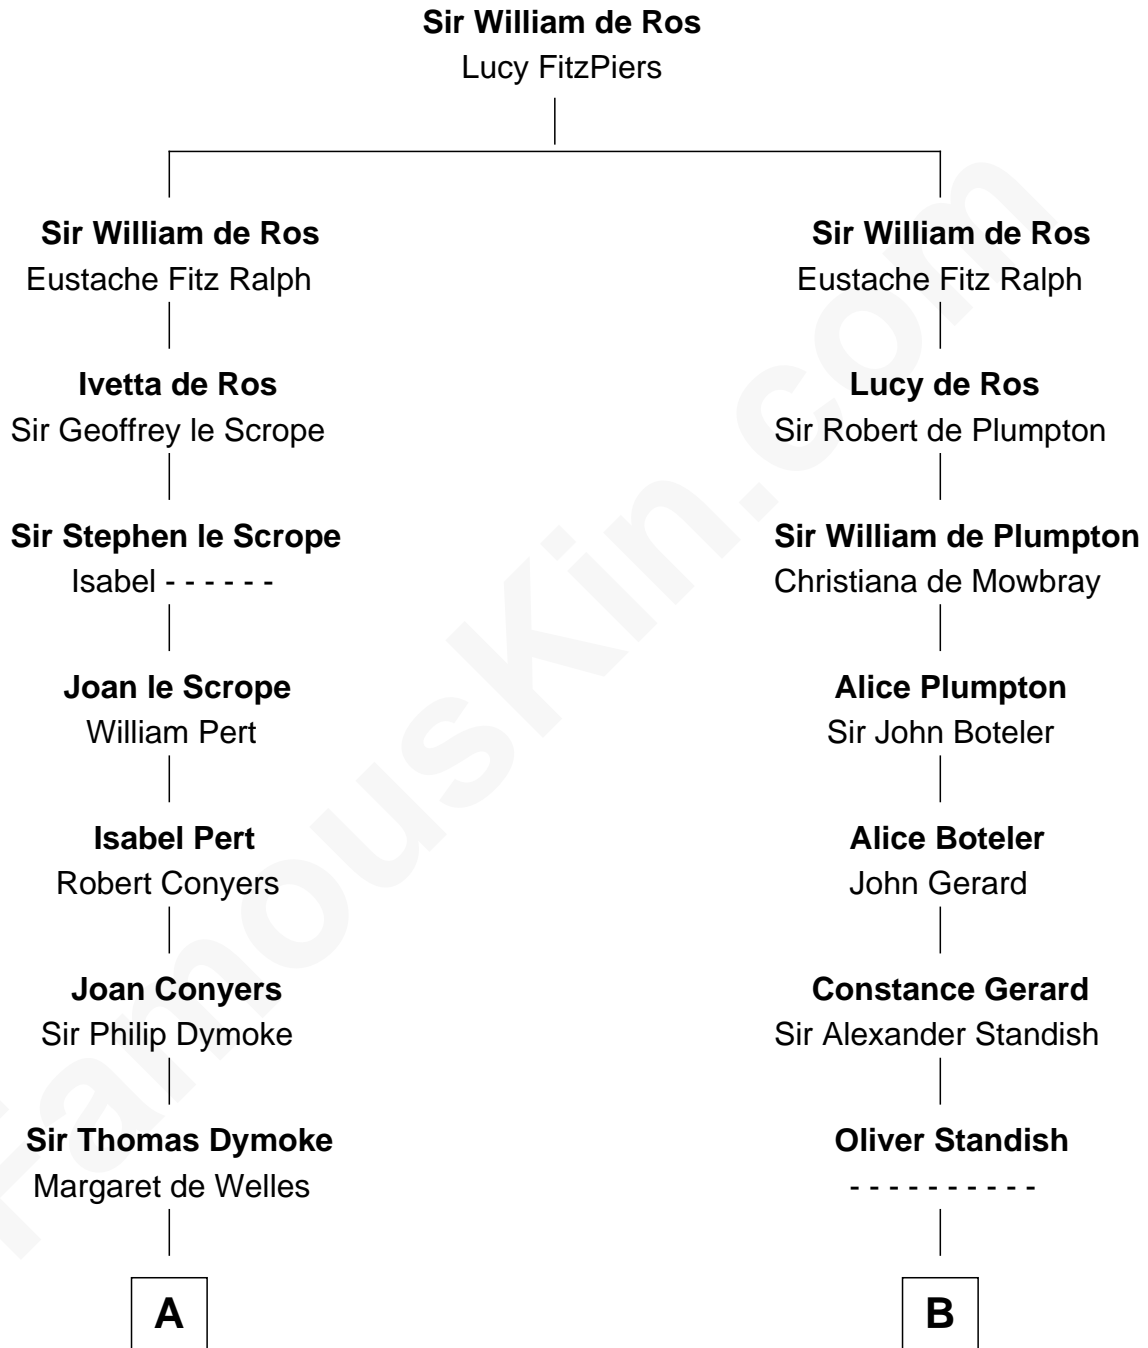 Sir William de Ros
Lucy FitzPiers
Sir William de Ros
Eustache Fitz Ralph
Ivetta de Ros
Sir Geoffrey le Scrope
Sir Stephen le Scrope
Isabel - - - - - -
Joan le Scrope
William Pert
Isabel Pert
Robert Conyers
Joan Conyers
Sir Philip Dymoke
Sir Thomas Dymoke
Margaret de Welles
A
Sir William de Ros
Eustache Fitz Ralph
Lucy de Ros
Sir Robert de Plumpton
Sir William de Plumpton
Christiana de Mowbray
Alice Plumpton
Sir John Boteler
Alice Boteler
John Gerard
Constance Gerard
Sir Alexander Standish
Oliver Standish
- - - - - - - - - -
B
FamousKin.com